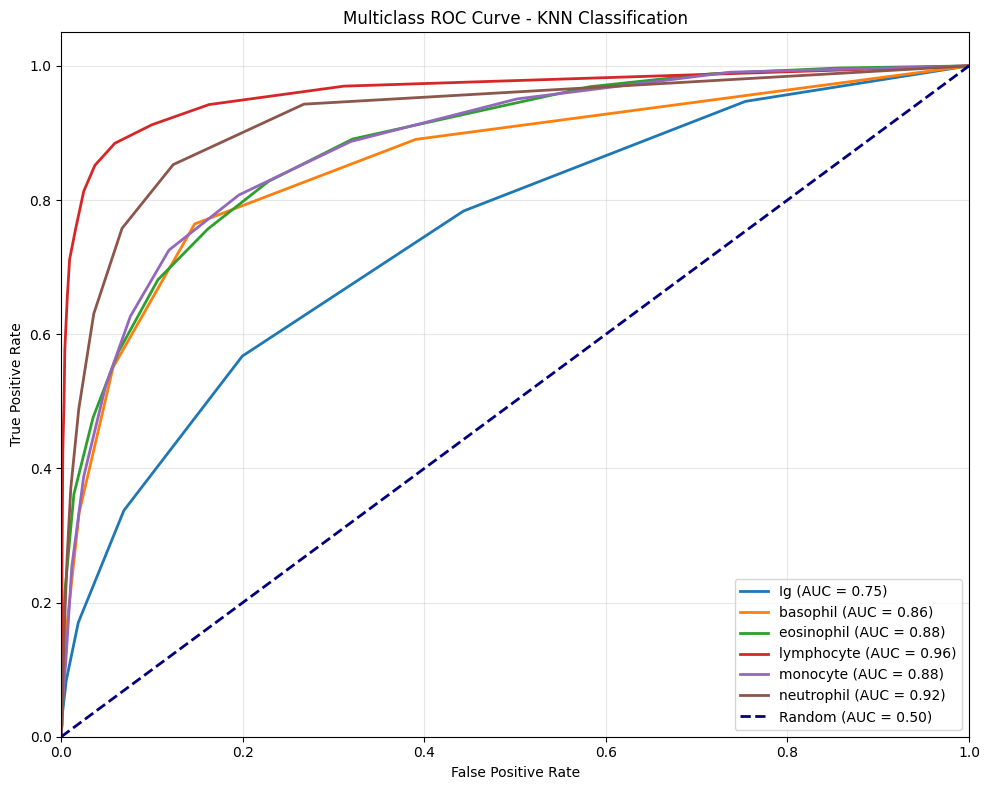 Multiclass ROC Curve - KNN Classification
True Positive Rate
1.0
0.8
0.6
0.4
0.2
0.0
Ig (AUC = 0.75)
basophil (AUC = 0.86)
eosinophil (AUC = 0.88)
lymphocyte (AUC = 0.96)
monocyte (AUC = 0.88)
neutrophil (AUC = 0.92)
Random (AUC = 0.50)
0.0 0.2 0.4 0.6 0.8 1.0
False Positive Rate